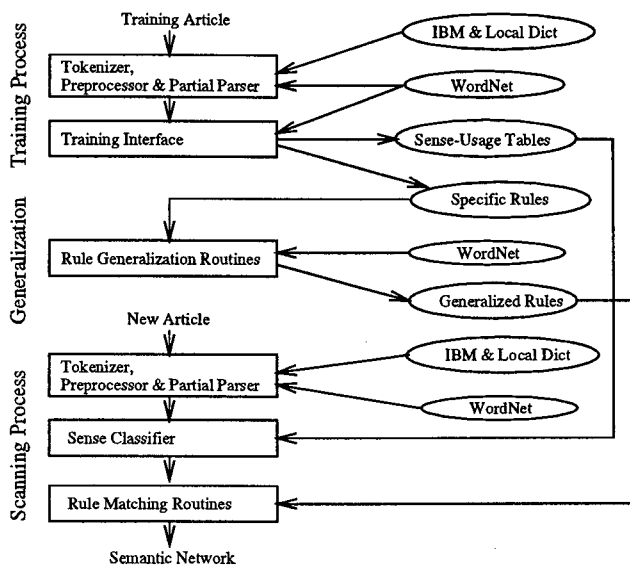 Training Article
IBM & Local Dict
Tokenizer,
Preprocessor & Partial Parser
WordNet
Training Interface
Sense-Usage Tables
Training Process
Specific Rules
Rule Generalization Routines
WordNet
Generalized Rules
Generalization
New Article
IBM & Local Dict
Tokenizer,
Preprocessor & Partial Parser
WordNet
Sense Classifier
Rule Matching Routines
Scanning Process
Semantic Network